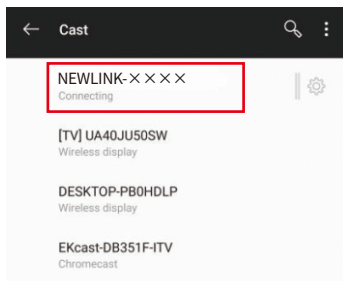 Cast
NEWLINK-××××
Connecting
[TV] UA40JU50SW
Wireless display
DESKTOP-PB0HDLP
Wireless display
EKcast-DB351F-ITV
Chromecast